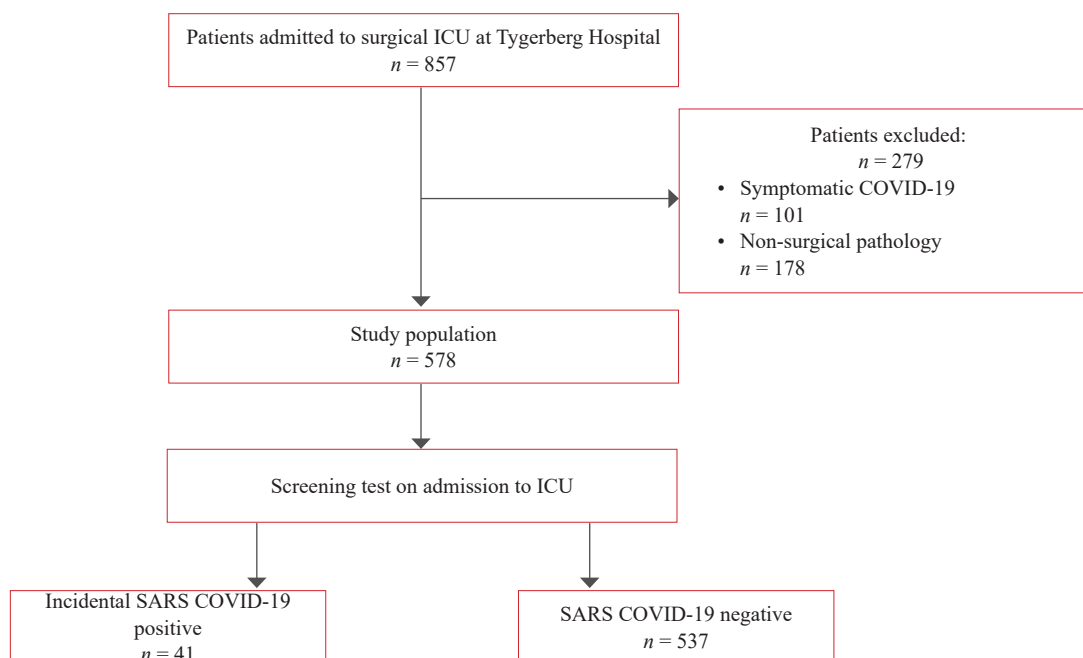 Patients admitted to surgical ICU at Tygerberg Hospital
n = 857
Patients excluded:
n = 279
• Symptomatic COVID-19
n = 101
• Non-surgical pathology
n = 178
Study population
n = 578
Screening test on admission to ICU
Incidental SARS COVID-19
positive
n = 41
SARS COVID-19 negative
n = 537